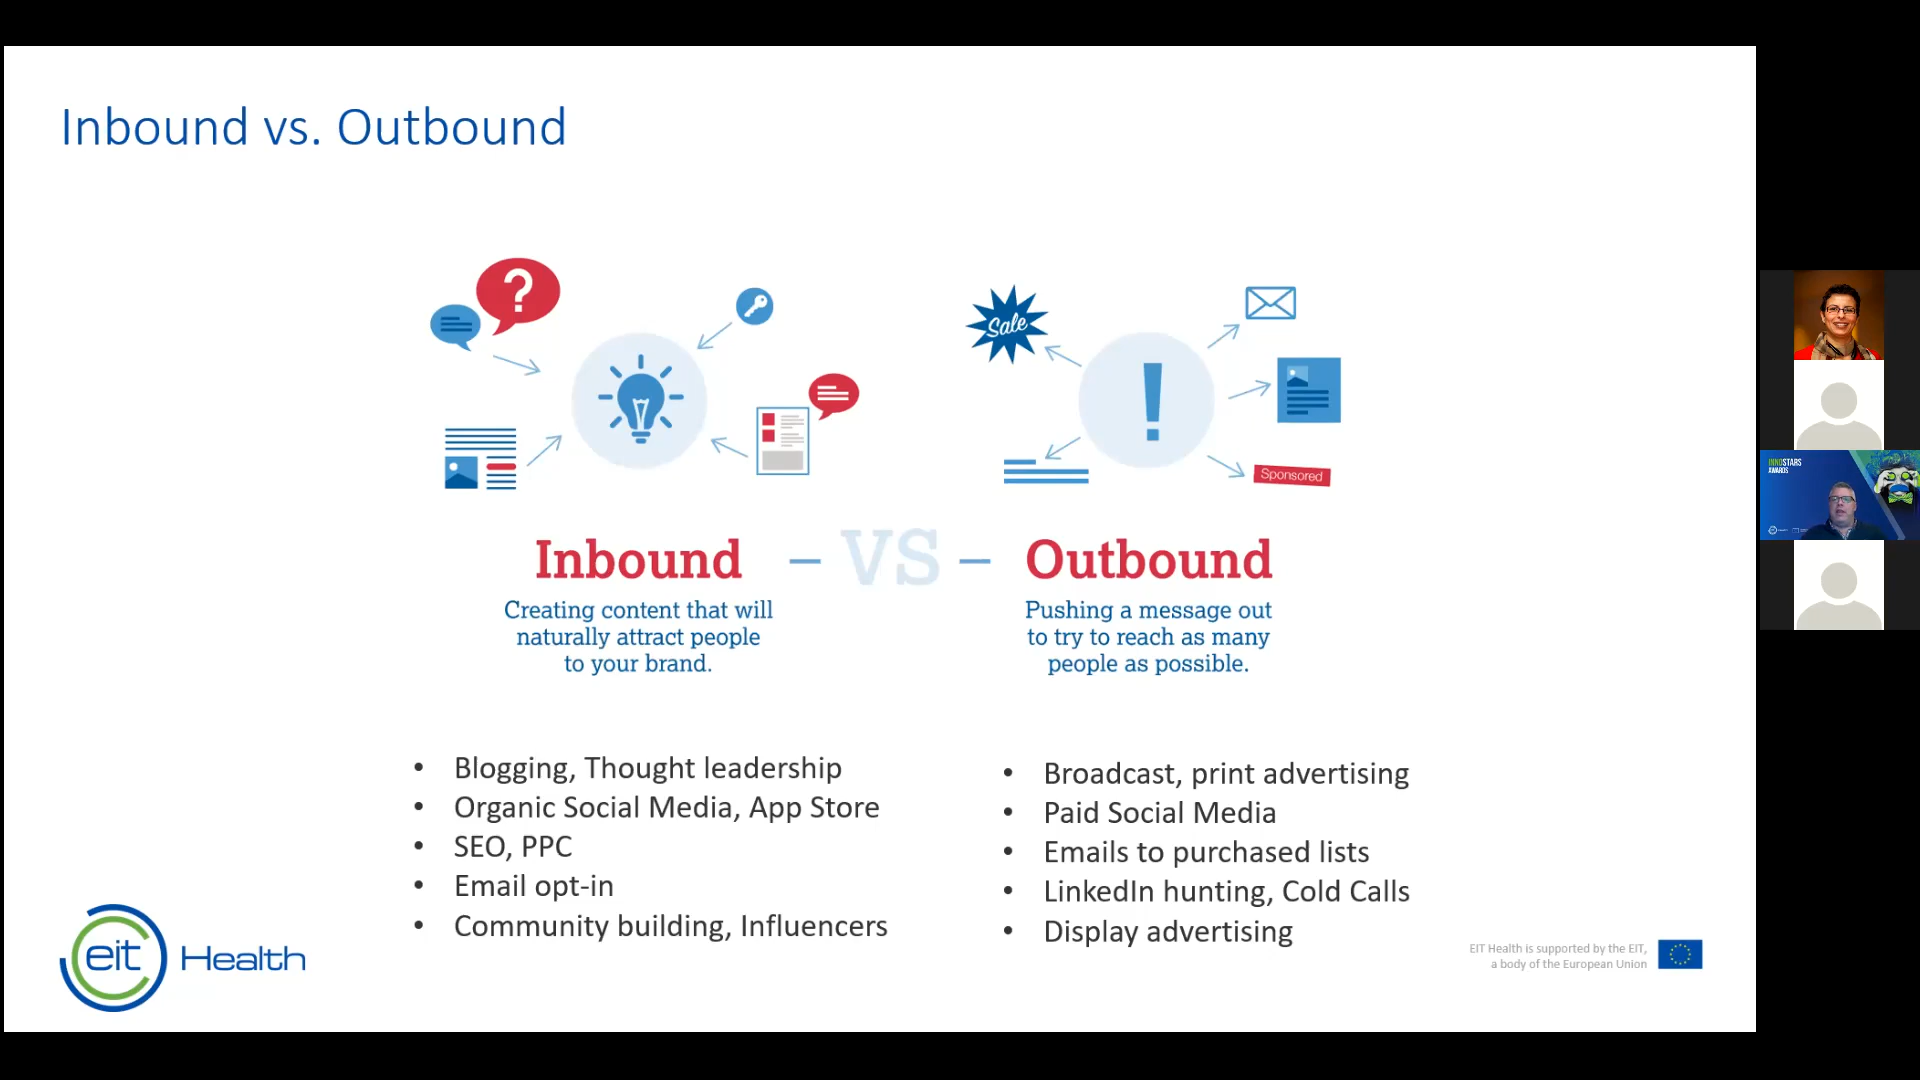 Inbound vs. Outbound
?
Sale
!
Sponsored
Inbound – VS – Outbound
Creating content that will
naturally attract people
to your brand.
Pushing a message out
to try to reach as many
people as possible.
• Blogging, Thought leadership
• Organic Social Media, App Store
• SEO, PPC
• Email opt-in
• Community building, Influencers
• Broadcast, print advertising
• Paid Social Media
• Emails to purchased lists
• LinkedIn hunting, Cold Calls
• Display advertising
eit Health
EIT Health is supported by the EIT,
a body of the European Union
INNOSTARS
AWARDS